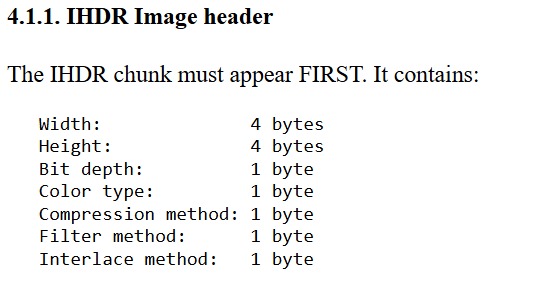 4.1.1. IHDR Image header
The IHDR chunk must appear FIRST. It contains:
Width: 4 bytes
Height: 4 bytes
Bit depth: 1 byte
Color type: 1 byte
Compression method: 1 byte
Filter method: 1 byte
Interlace method: 1 byte